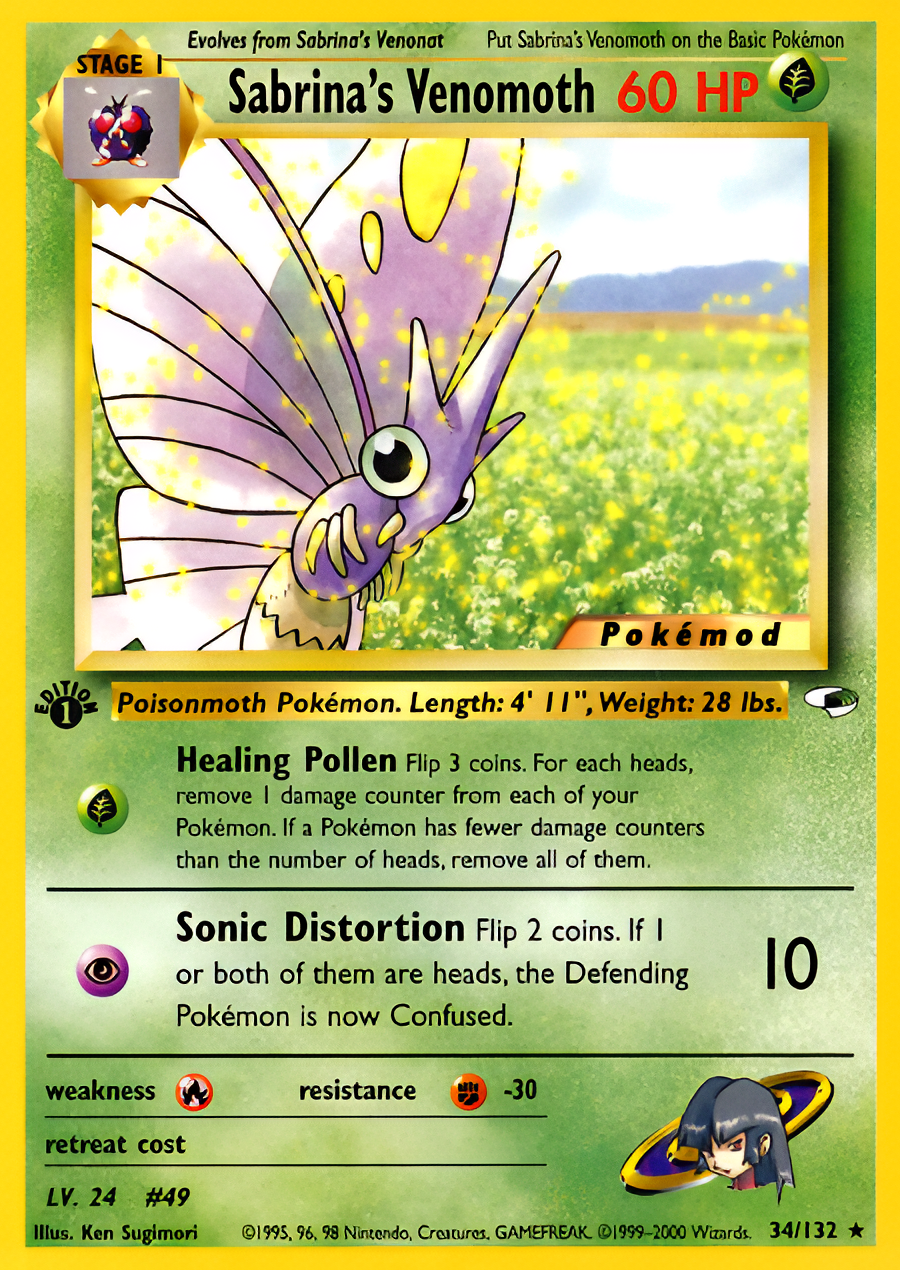 Evolves from Sabrina's Venonat Put Sabrina's Venomoth on the Basic Pokémon
STAGE 1
Sabrina's Venomoth 60 HP
Pokémod
EDITION
1
Poisonmoth Pokémon. Length: 4' 11", Weight: 28 lbs.
Healing Pollen Flip 3 coins. For each heads,
remove 1 damage counter from each of your
Pokémon. If a Pokémon has fewer damage counters
than the number of heads, remove all of them.
Sonic Distortion Flip 2 coins. If 1
or both of them are heads, the Defending
Pokémon is now Confused.
10
weakness resistance -30
retreat cost
LV. 24 #49
Illus. Ken Sugimori ©1995, 96, 98 Nintendo, Creatures, GAMEFREAK. ©1999-2000 Wizards. 34/132 ★